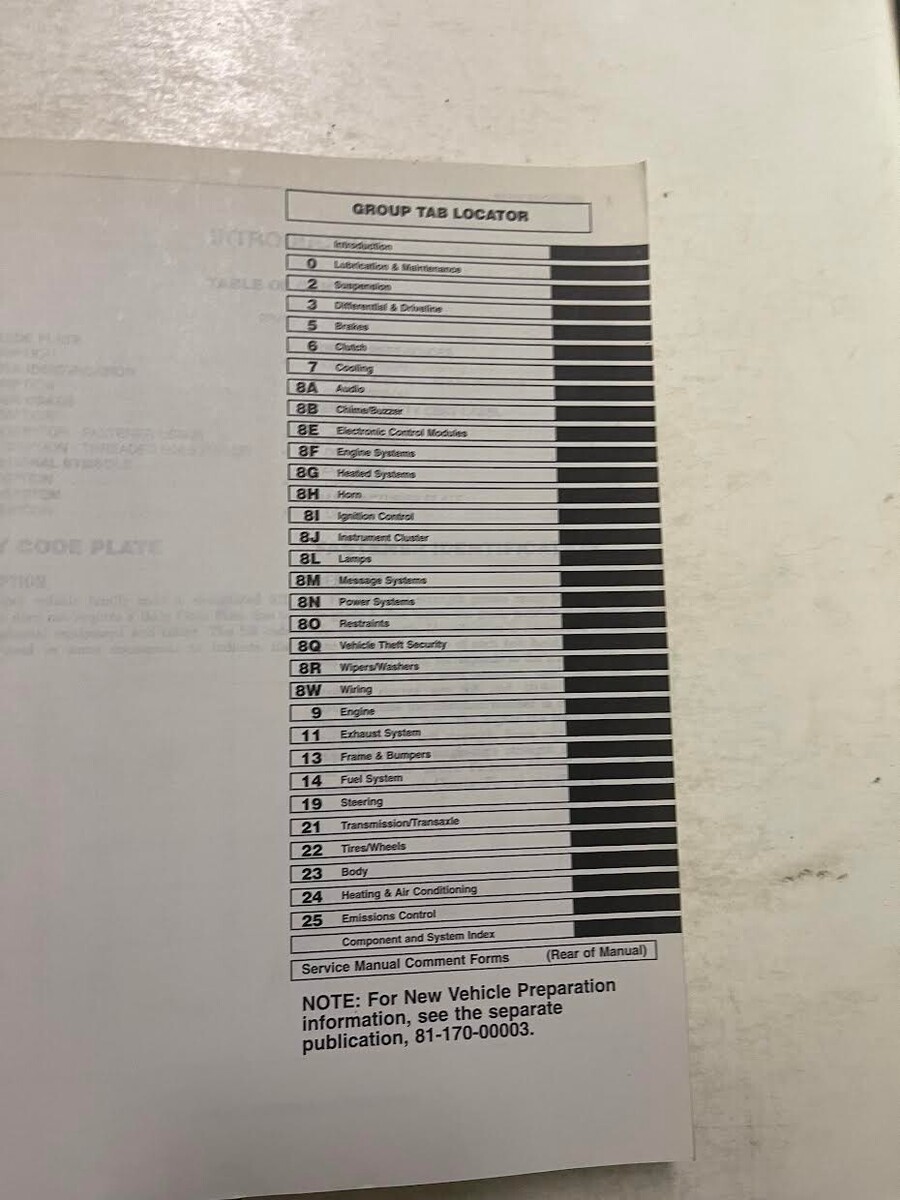 GROUP TAB LOCATOR
Introduction
0 Lubrication & Maintenance
2 Suspension
3 Differential & Driveline
5 Brakes
6 Clutch
7 Cooling
8A Audio
8B Chime/Buzzer
8E Electronic Control Modules
8F Engine Systems
8G Heated Systems
8H Horn
8I Ignition Control
8J Instrument Cluster
8L Lamps
8M Message Systems
8N Power Systems
8O Restraints
8Q Vehicle Theft Security
8R Wipers/Washers
8W Wiring
9 Engine
11 Exhaust System
13 Frame & Bumpers
14 Fuel System
19 Steering
21 Transmission/Transaxle
22 Tires/Wheels
23 Body
24 Heating & Air Conditioning
25 Emissions Control
Component and System Index
Service Manual Comment Forms (Rear of Manual)
NOTE: For New Vehicle Preparation
information, see the separate
publication, 81-170-00003.
Y CODE PLATE